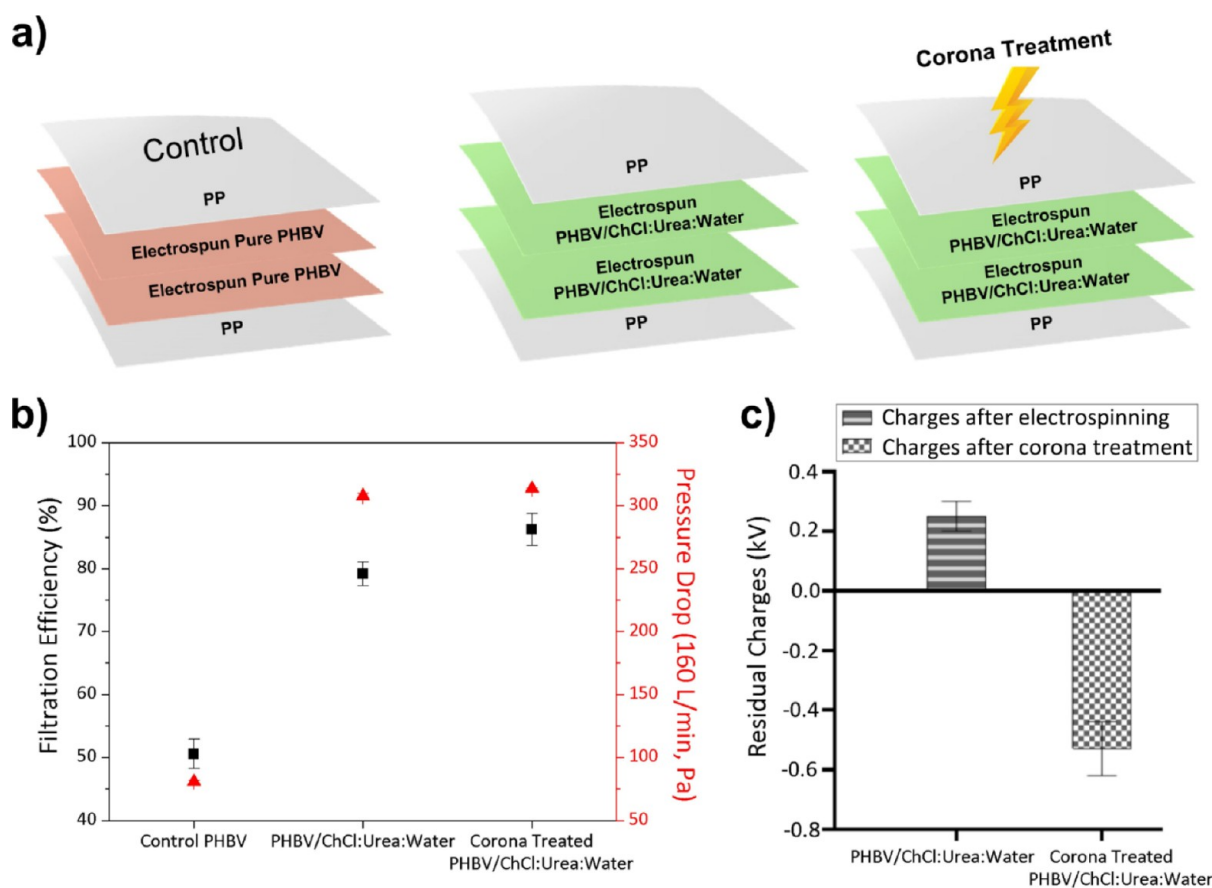 a)
Control
PP
Electrospun Pure PHBV
Electrospun Pure PHBV
PP
PP
Electrospun
PHBV/ChCl:Urea:Water
Electrospun
PHBV/ChCl:Urea:Water
PP
Corona Treatment
PP
Electrospun
PHBV/ChCl:Urea:Water
Electrospun
PHBV/ChCl:Urea:Water
PP
b)
Filtration Efficiency (%)
100
90
80
70
60
50
40
Pressure Drop (160 L/min, Pa)
350
300
250
200
150
100
50
Control PHBV
PHBV/ChCl:Urea:Water
Corona Treated
PHBV/ChCl:Urea:Water
c)
Charges after electrospinning
Charges after corona treatment
Residual Charges (kV)
0.4
0.2
0.0
-0.2
-0.4
-0.6
-0.8
PHBV/ChCl:Urea:Water
Corona Treated
PHBV/ChCl:Urea:Water